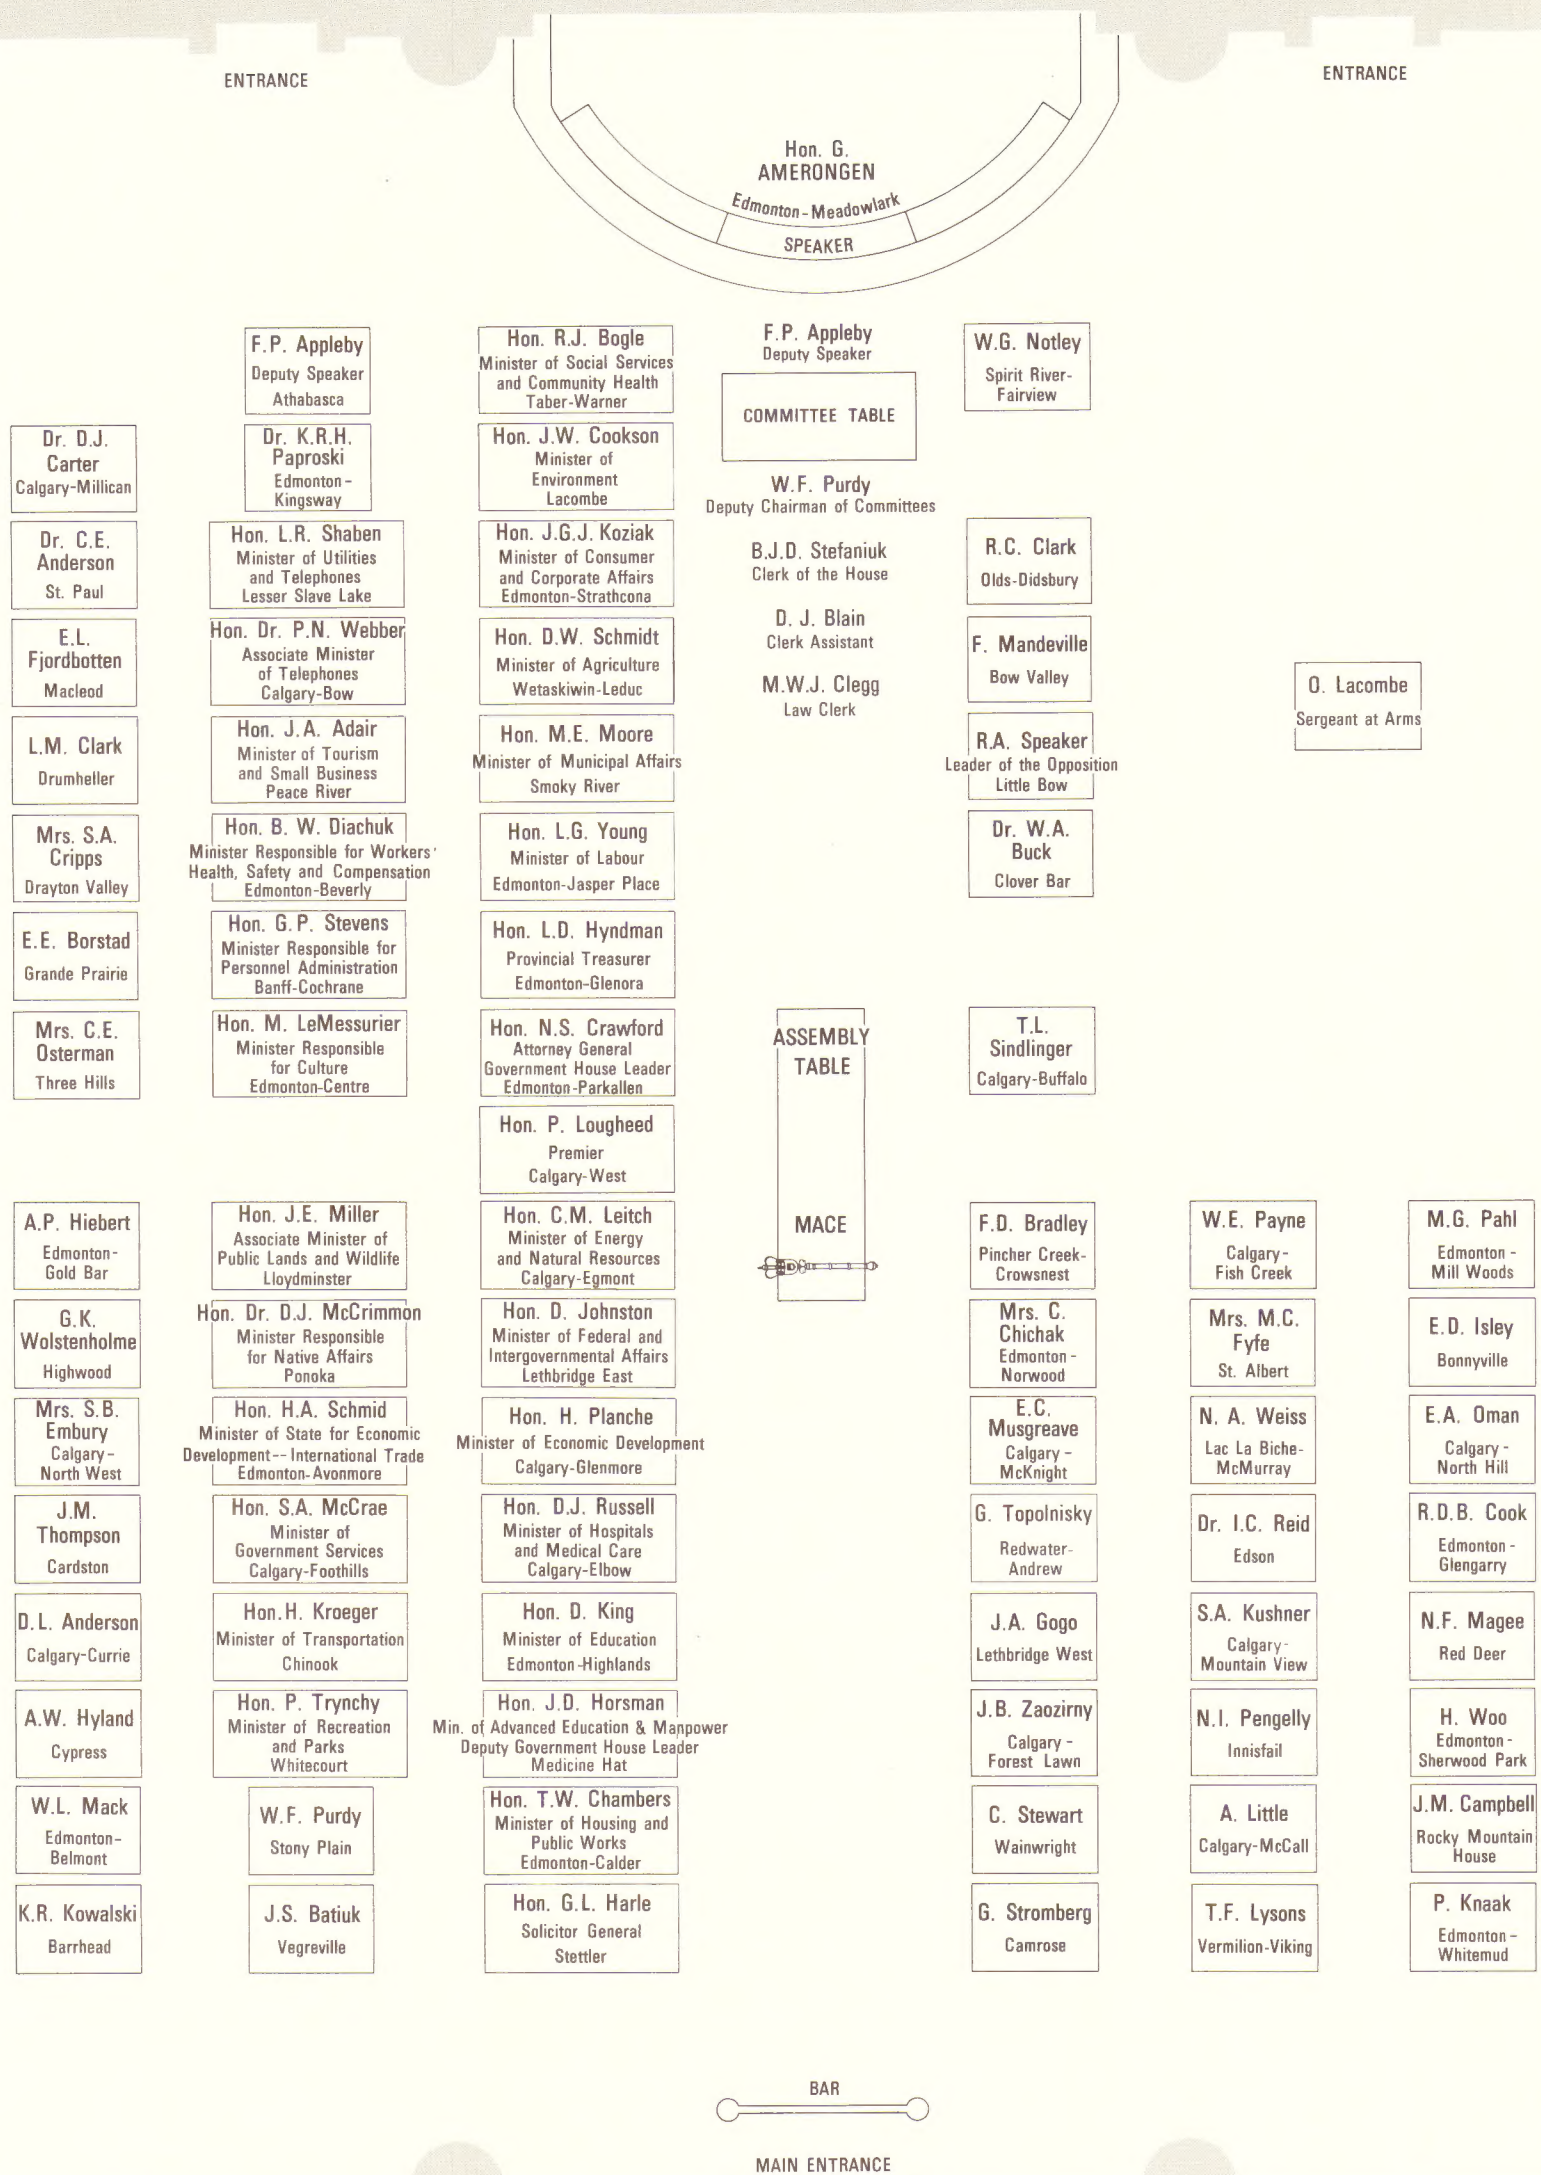 ENTRANCE
ENTRANCE
Hon. G.
AMERONGEN
Edmonton-Meadowlark
SPEAKER
F.P. Appleby
Deputy Speaker
Athabasca
Hon. R.J. Bogle
Minister of Social Services
and Community Health
Taber-Warner
F.P. Appleby
Deputy Speaker
COMMITTEE TABLE
W.G. Notley
Spirit River-
Fairview
Dr. D.J.
Carter
Calgary-Millican
Dr. K.R.H.
Paproski
Edmonton-
Kingsway
Hon. J.W. Cookson
Minister of
Environment
Lacombe
W.F. Purdy
Deputy Chairman of Committees
Dr. C.E.
Anderson
St. Paul
Hon. L.R. Shaben
Minister of Utilities
and Telephones
Lesser Slave Lake
Hon. J.G.J. Koziak
Minister of Consumer
and Corporate Affairs
Edmonton-Strathcona
B.J.D. Stefaniuk
Clerk of the House
R.C. Clark
Olds-Didsbury
E.L.
Fjordbotten
Macleod
Hon. Dr. P.N. Webber
Associate Minister
of Telephones
Calgary-Bow
Hon. D.W. Schmidt
Minister of Agriculture
Wetaskiwin-Leduc
D. J. Blain
Clerk Assistant
M.W.J. Clegg
Law Clerk
F. Mandeville
Bow Valley
O. Lacombe
Sergeant at Arms
L.M. Clark
Drumheller
Hon. J.A. Adair
Minister of Tourism
and Small Business
Peace River
Hon. M.E. Moore
Minister of Municipal Affairs
Smoky River
R.A. Speaker
Leader of the Opposition
Little Bow
Mrs. S.A.
Cripps
Drayton Valley
Hon. B. W. Diachuk
Minister Responsible for Workers'
Health, Safety and Compensation
Edmonton-Beverly
Hon. L.G. Young
Minister of Labour
Edmonton-Jasper Place
Dr. W.A.
Buck
Clover Bar
E.E. Borstad
Grande Prairie
Hon. G.P. Stevens
Minister Responsible for
Personnel Administration
Banff-Cochrane
Hon. L.D. Hyndman
Provincial Treasurer
Edmonton-Glenora
Mrs. C.E.
Osterman
Three Hills
Hon. M. LeMessurier
Minister Responsible
for Culture
Edmonton-Centre
Hon. N.S. Crawford
Attorney General
Government House Leader
Edmonton-Parkallen
ASSEMBLY
TABLE
T.L.
Sindlinger
Calgary-Buffalo
Hon. P. Lougheed
Premier
Calgary-West
A.P. Hiebert
Edmonton-
Gold Bar
Hon. J.E. Miller
Associate Minister of
Public Lands and Wildlife
Lloydminster
Hon. C.M. Leitch
Minister of Energy
and Natural Resources
Calgary-Egmont
MACE
F.D. Bradley
Pincher Creek-
Crowsnest
W.E. Payne
Calgary-
Fish Creek
M.G. Pahl
Edmonton-
Mill Woods
G.K.
Wolstenholme
Highwood
Hon. Dr. D.J. McCrimmon
Minister Responsible
for Native Affairs
Ponoka
Hon. D. Johnston
Minister of Federal and
Intergovernmental Affairs
Lethbridge East
Mrs. C.
Chichak
Edmonton-
Norwood
Mrs. M.C.
Fyfe
St. Albert
E.D. Isley
Bonnyville
Mrs. S.B.
Embury
Calgary-
North West
Hon. H.A. Schmid
Minister of State for Economic
Development--International Trade
Edmonton-Avonmore
Hon. H. Planche
Minister of Economic Development
Calgary-Glenmore
E.C.
Musgreave
Calgary-
McKnight
N. A. Weiss
Lac La Biche-
McMurray
E.A. Oman
Calgary-
North Hill
J.M.
Thompson
Cardston
Hon. S.A. McCrae
Minister of
Government Services
Calgary-Foothills
Hon. D.J. Russell
Minister of Hospitals
and Medical Care
Calgary-Elbow
G. Topolnisky
Redwater-
Andrew
Dr. I.C. Reid
Edson
R.D.B. Cook
Edmonton-
Glengarry
D.L. Anderson
Calgary-Currie
Hon.H. Kroeger
Minister of Transportation
Chinook
Hon. D. King
Minister of Education
Edmonton-Highlands
J.A. Gogo
Lethbridge West
S.A. Kushner
Calgary-
Mountain View
N.F. Magee
Red Deer
A.W. Hyland
Cypress
Hon. P. Trynchy
Minister of Recreation
and Parks
Whitecourt
Hon. J.D. Horsman
Min. of Advanced Education & Manpower
Deputy Government House Leader
Medicine Hat
J.B. Zaozirny
Calgary-
Forest Lawn
N.I. Pengelly
Innisfail
H. Woo
Edmonton-
Sherwood Park
W.L. Mack
Edmonton-
Belmont
W.F. Purdy
Stony Plain
Hon. T.W. Chambers
Minister of Housing and
Public Works
Edmonton-Calder
C. Stewart
Wainwright
A. Little
Calgary-McCall
J.M. Campbell
Rocky Mountain
House
K.R. Kowalski
Barrhead
J.S. Batiuk
Vegreville
Hon. G.L. Harle
Solicitor General
Stettler
G. Stromberg
Camrose
T.F. Lysons
Vermilion-Viking
P. Knaak
Edmonton-
Whitemud
BAR
MAIN ENTRANCE